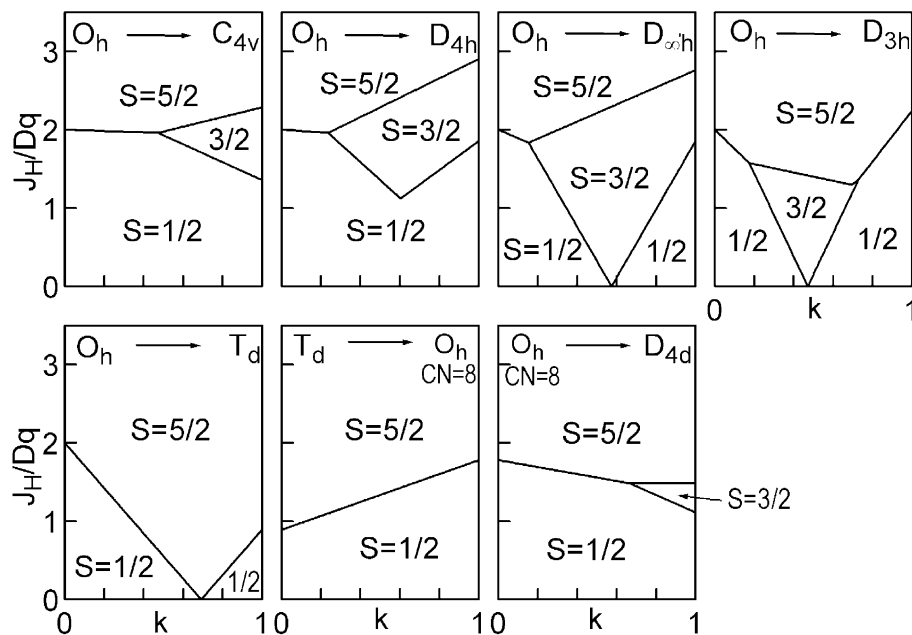 O_h → C_4v
S=5/2
3/2
S=1/2
J_H/Dq
3
2
1
0
O_h → D_4h
S=5/2
S=3/2
S=1/2
O_h → D_∞h
S=5/2
S=3/2
S=1/2
1/2
O_h → D_3h
S=5/2
3/2
1/2
1/2
0 k 1
O_h → T_d
S=5/2
S=1/2
1/2
J_H/Dq
3
2
1
0
0 k 1
T_d → O_h
CN=8
S=5/2
S=1/2
0 k 1
O_h → D_4d
CN=8
S=5/2
S=3/2
S=1/2
0 k 1